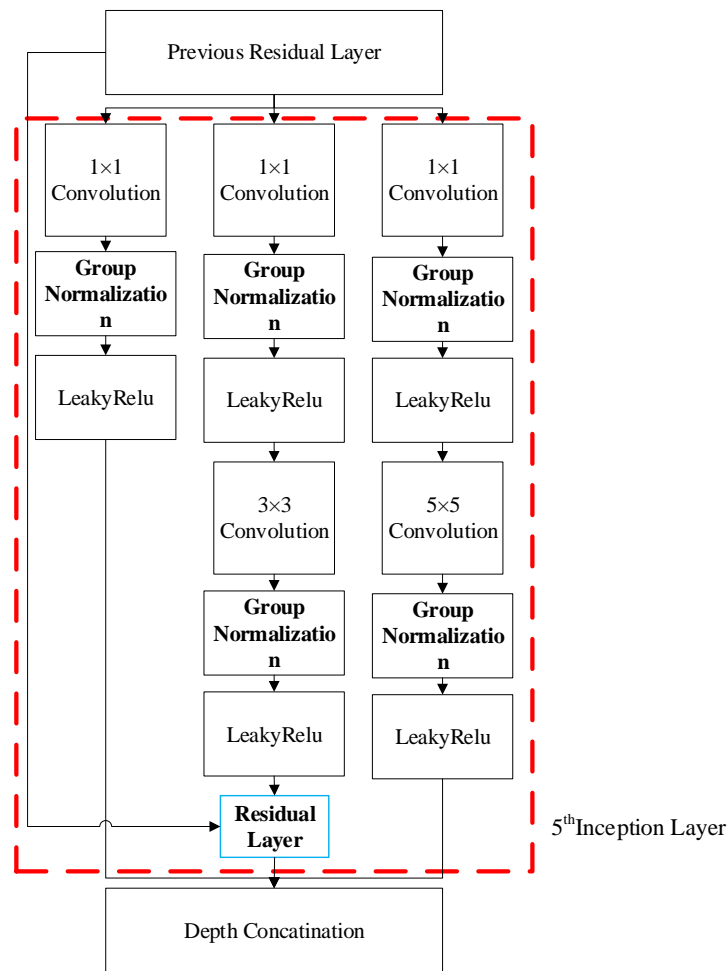 Previous Residual Layer
1×1
Convolution
1×1
Convolution
1×1
Convolution
Group
Normalizatio
n
Group
Normalizatio
n
Group
Normalizatio
n
LeakyRelu
LeakyRelu
LeakyRelu
3×3
Convolution
5×5
Convolution
Group
Normalizatio
n
Group
Normalizatio
n
LeakyRelu
LeakyRelu
Residual
Layer
5thInception Layer
Depth Concatination